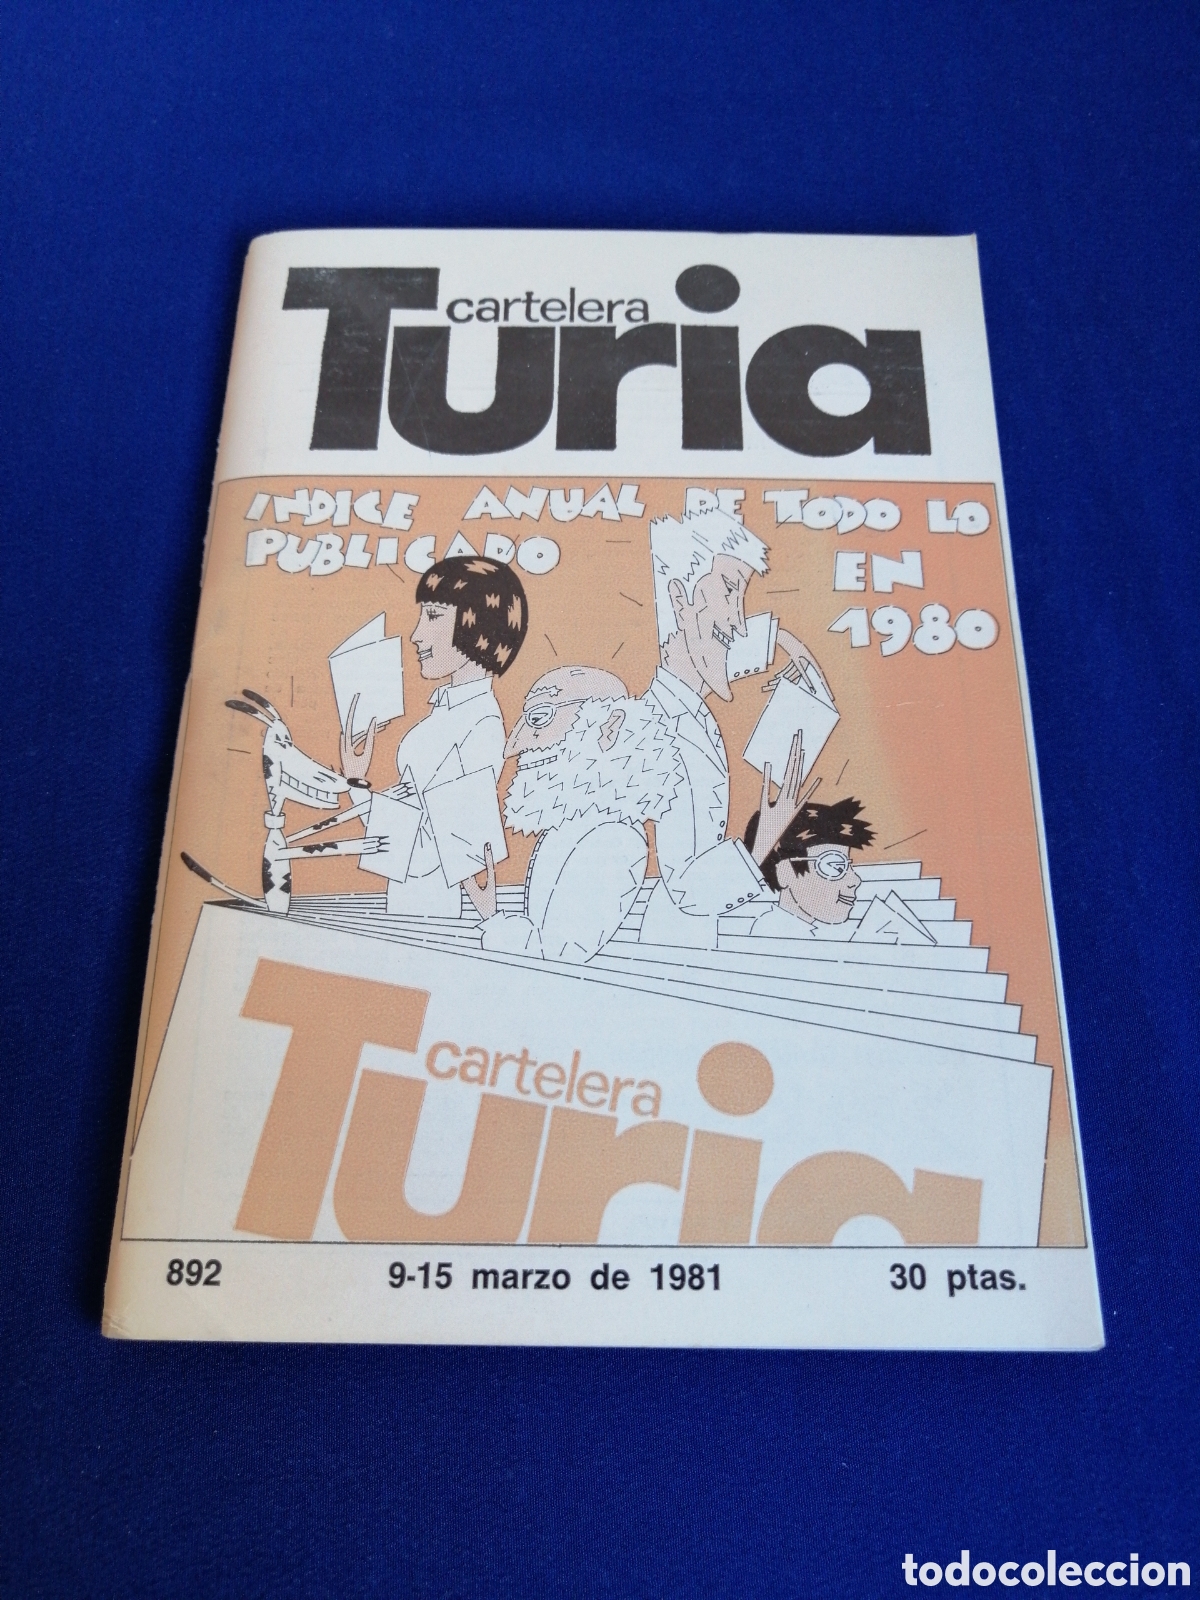 cartelera
Turia
INDICE ANUAL DE TODO LO
PUBLICADO EN
1980
cartelera
Turia
892 9-15 marzo de 1981 30 ptas.
todocoleccion